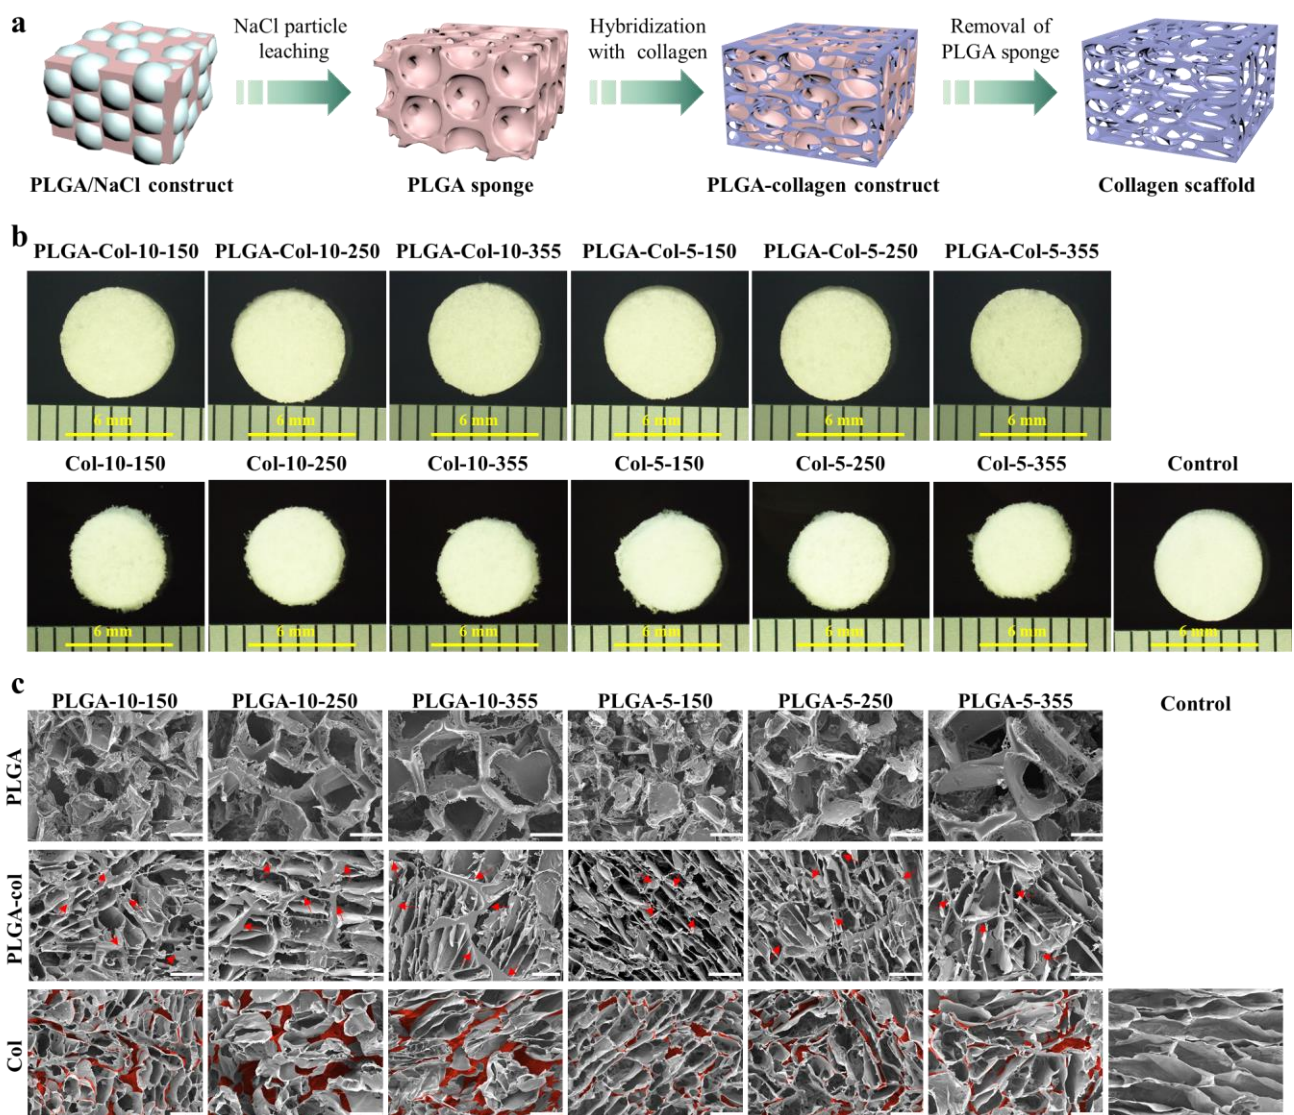 a
NaCl particle
leaching
Hybridization
with collagen
Removal of
PLGA sponge
PLGA/NaCl construct
PLGA sponge
PLGA-collagen construct
Collagen scaffold
b
PLGA-Col-10-150
PLGA-Col-10-250
PLGA-Col-10-355
PLGA-Col-5-150
PLGA-Col-5-250
PLGA-Col-5-355
6 mm
6 mm
6 mm
6 mm
6 mm
6 mm
Col-10-150
Col-10-250
Col-10-355
Col-5-150
Col-5-250
Col-5-355
Control
6 mm
6 mm
6 mm
6 mm
6 mm
6 mm
6 mm
c
PLGA-10-150
PLGA-10-250
PLGA-10-355
PLGA-5-150
PLGA-5-250
PLGA-5-355
Control
PLGA
PLGA-col
Col